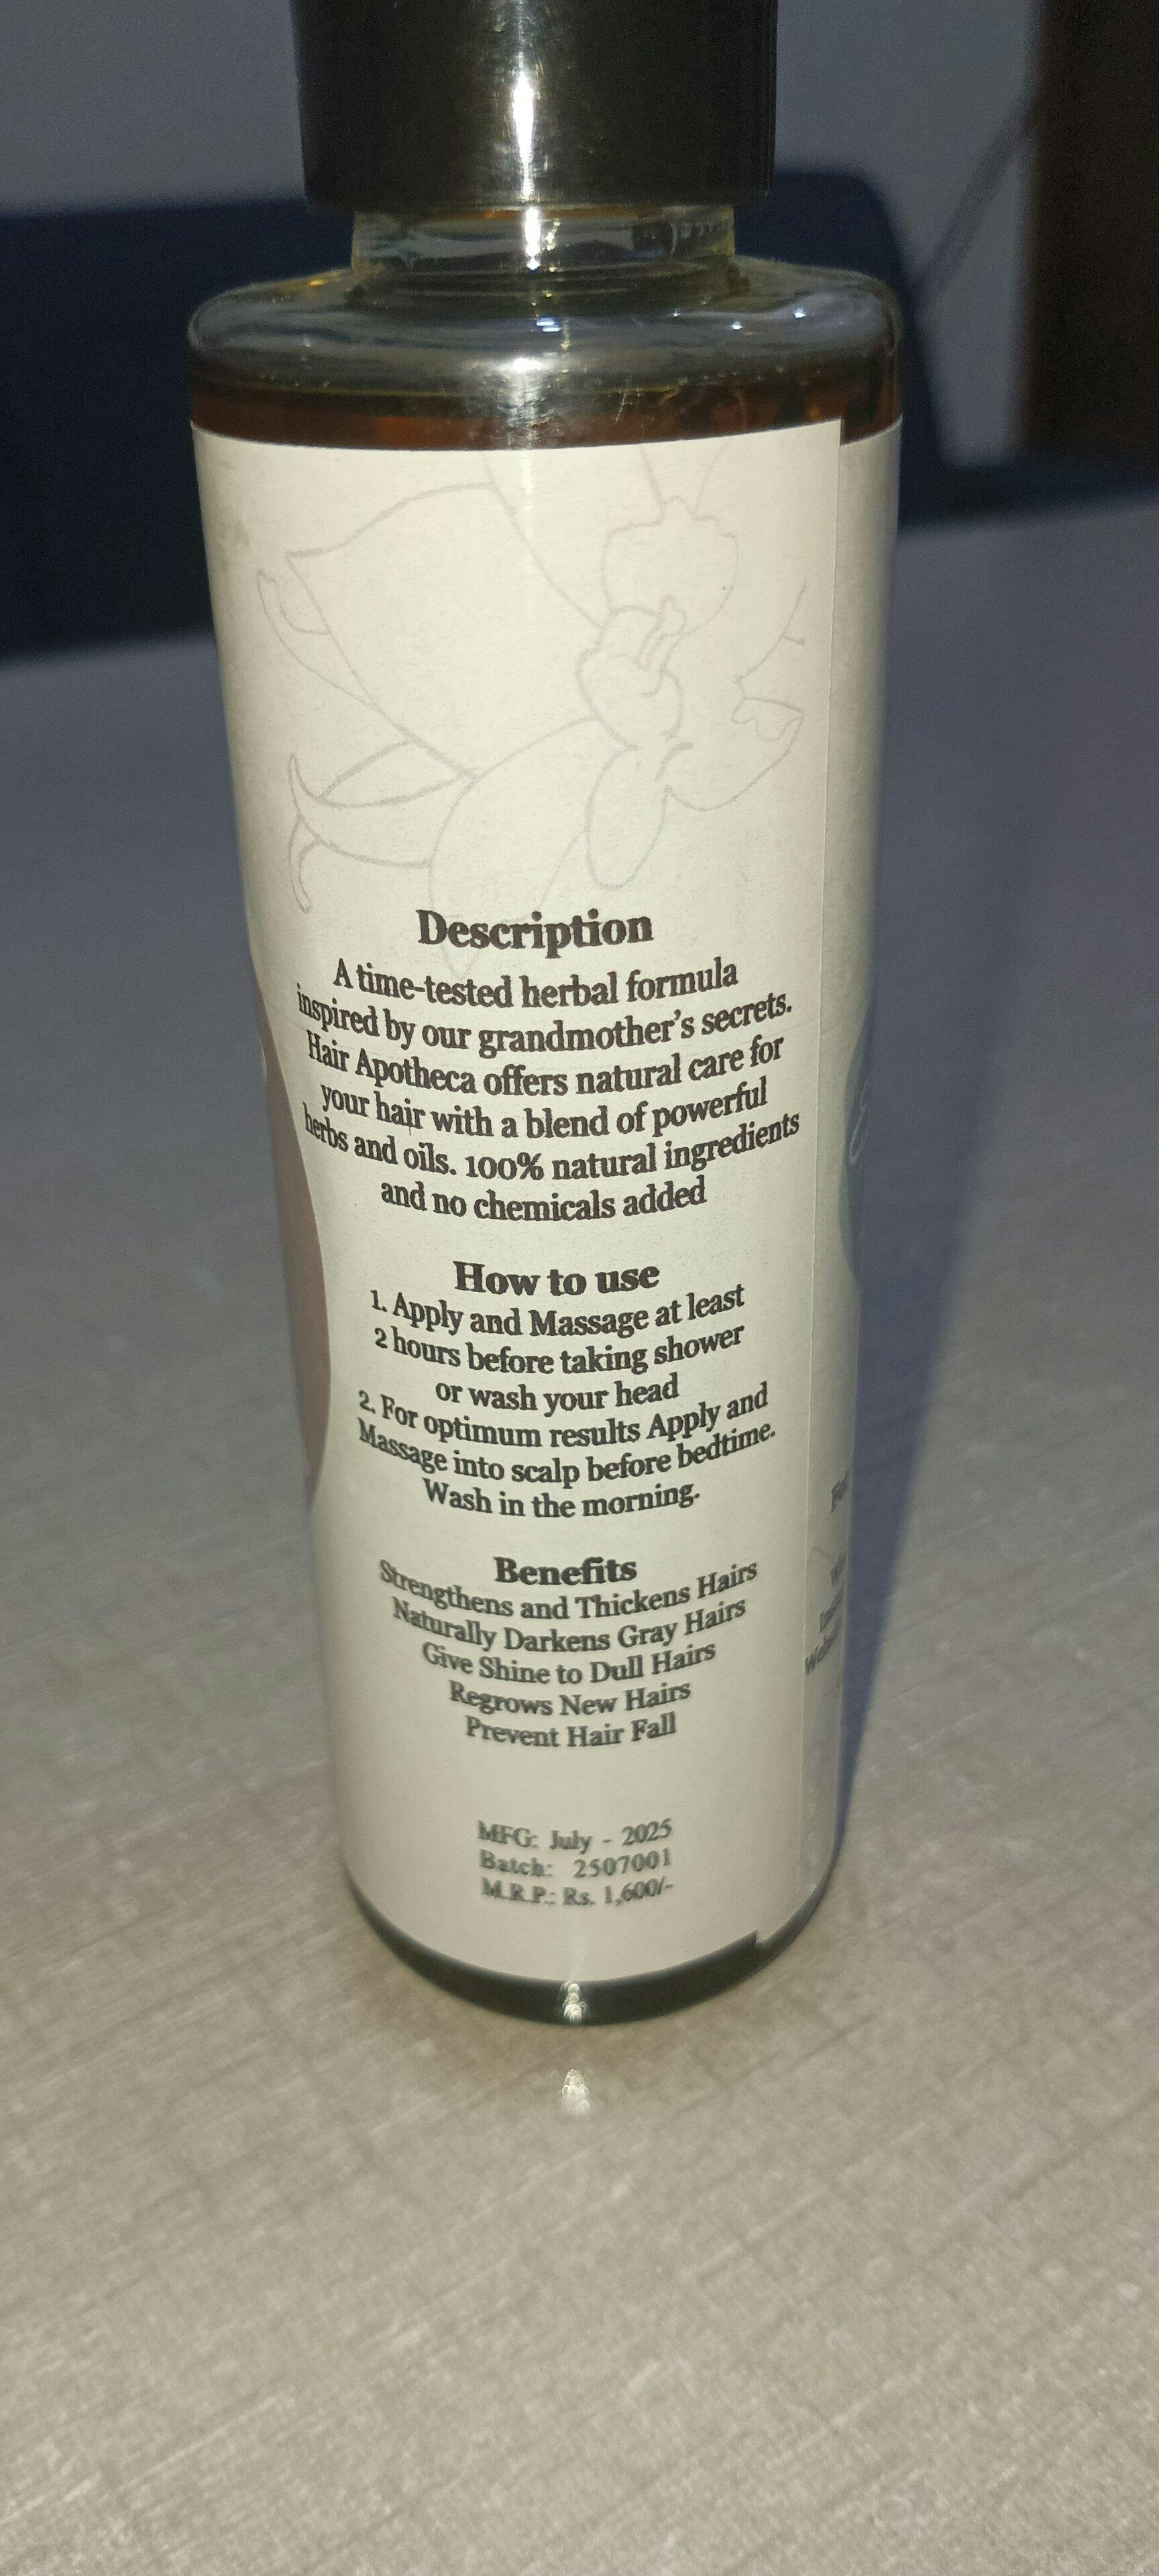 Description
A time-tested herbal formula
inspired by our grandmother's secrets.
Hair Apotheca offers natural care for
your hair with a blend of powerful
herbs and oils. 100% natural ingredients
and no chemicals added
How to use
1. Apply and Massage at least
2 hours before taking shower
or wash your head
2. For optimum results Apply and
Massage into scalp before bedtime.
Wash in the morning.
Benefits
Strengthens and Thickens Hairs
Naturally Darkens Gray Hairs
Give Shine to Dull Hairs
Regrows New Hairs
Prevent Hair Fall
MFG: July - 2025
Batch: 2507001
M.R.P.: Rs. 1,600/-